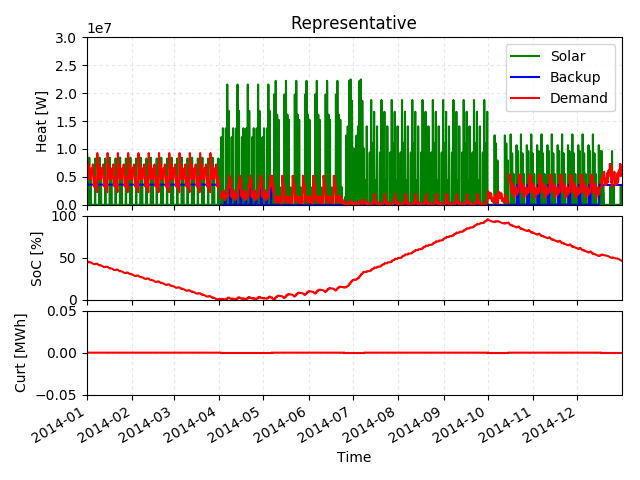 Representative
1e7
Heat [W]
3.0
2.5
2.0
1.5
1.0
0.5
0.0
Solar
Backup
Demand
SoC [%]
100
50
0
Curt [MWh]
0.05
0.00
−0.05
2014-01
2014-02
2014-03
2014-04
2014-05
2014-06
2014-07
2014-08
2014-09
2014-10
2014-11
2014-12
Time